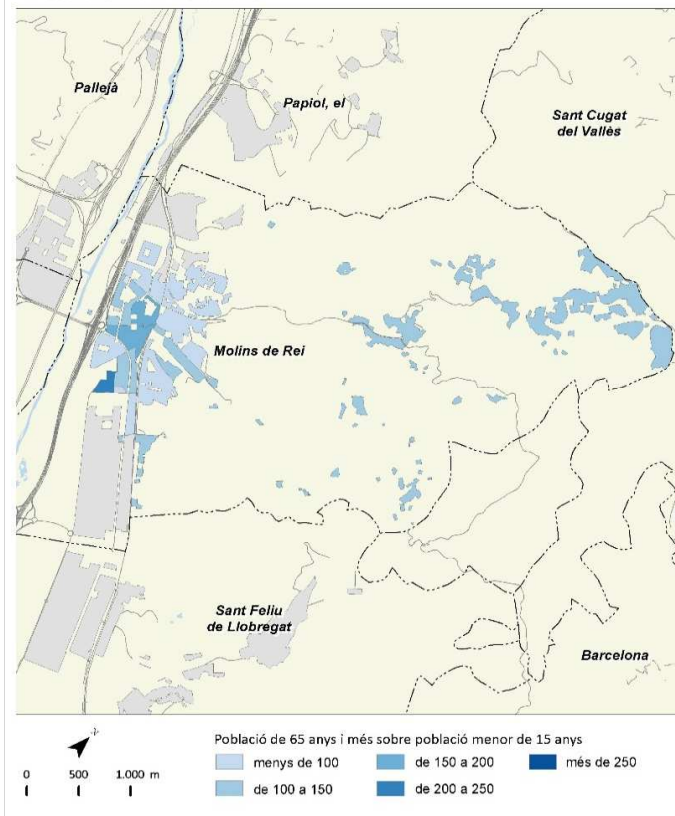 Pallejà
Papiol, el
Sant Cugat
del Vallès
Molins de Rei
Sant Feliu
de Llobregat
Barcelona
Població de 65 anys i més sobre població menor de 15 anys
0 500 1.000 m
menys de 100
de 150 a 200
més de 250
de 100 a 150
de 200 a 250